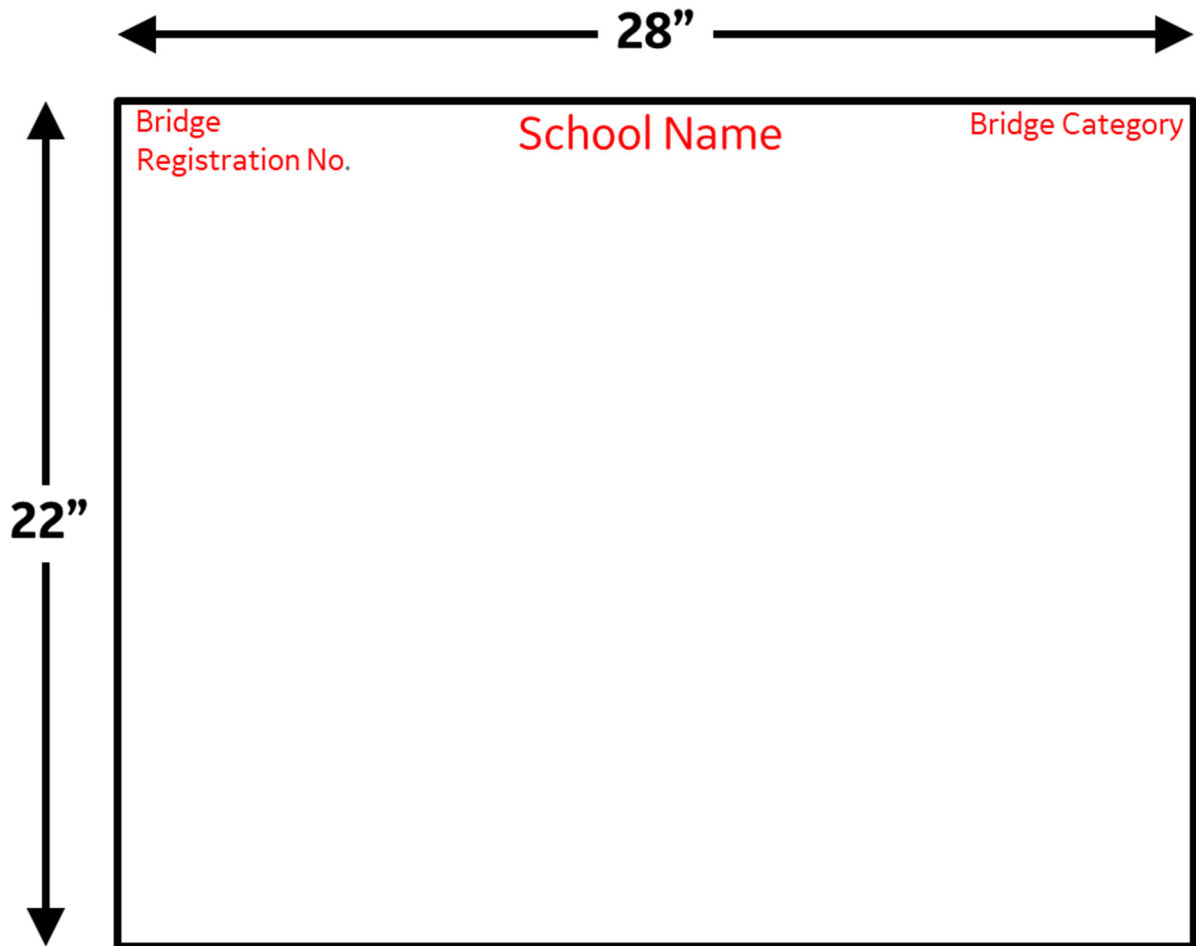 28”
Bridge
Registration No.
School Name
Bridge Category
22”